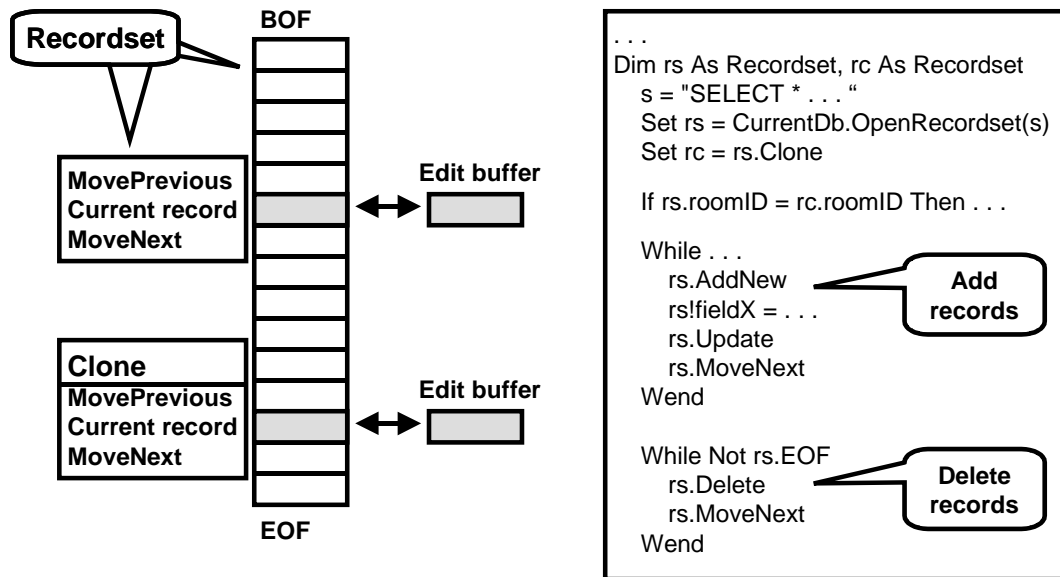 BOF
Recordset
MovePrevious
Current record
MoveNext
Edit buffer
Clone
MovePrevious
Current record
MoveNext
Edit buffer
EOF
. . .
Dim rs As Recordset, rc As Recordset
s = "SELECT * . . . “
Set rs = CurrentDb.OpenRecordset(s)
Set rc = rs.Clone
If rs.roomID = rc.roomID Then . . .
While . . .
rs.AddNew
rs!fieldX = . . .
rs.Update
rs.MoveNext
Wend
Add
records
While Not rs.EOF
rs.Delete
rs.MoveNext
Wend
Delete
records